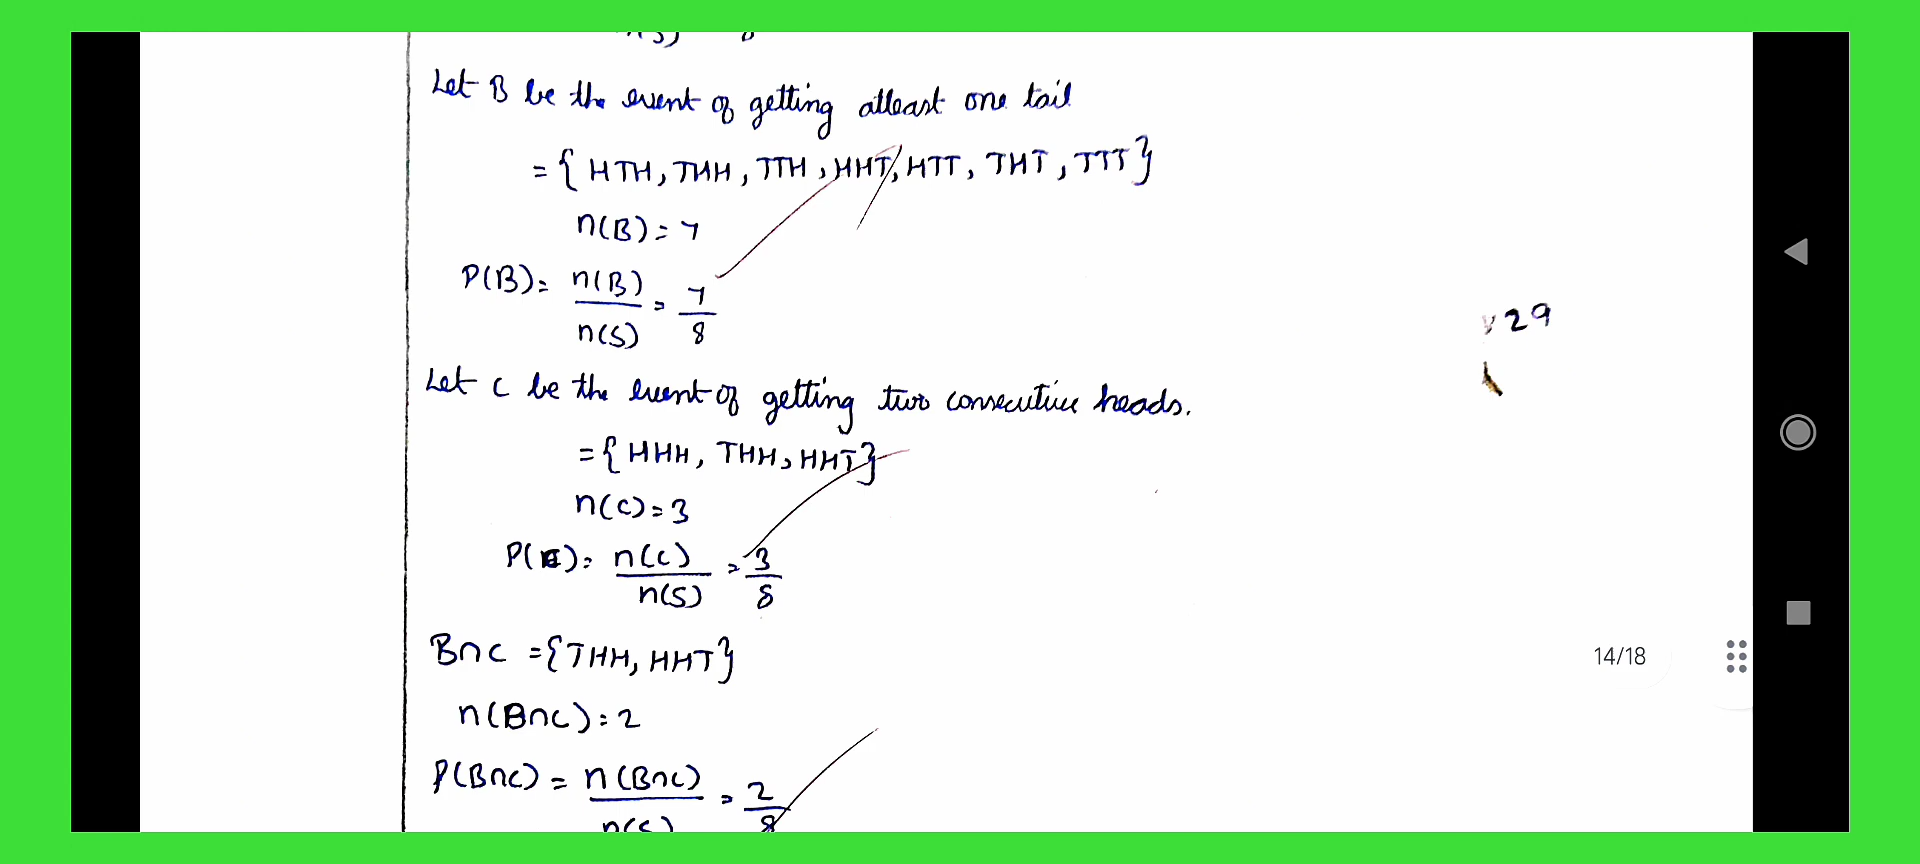 Let B be the event of getting atleast one tail
= { HTH, THH, TTH, HHT, HTT, THT, TTT}
n(B) = 7
P(B) = n(B)/n(S) = 7/8
29
Let C be the event of getting two consecutive heads.
= { HHH, THH, HHT}
n(C) = 3
P(C) = n(C)/n(S) = 3/8
B∩C = {THH, HHT}
14/18
n(B∩C) = 2
P(B∩C) = n(B∩C)/n(S) = 2/8